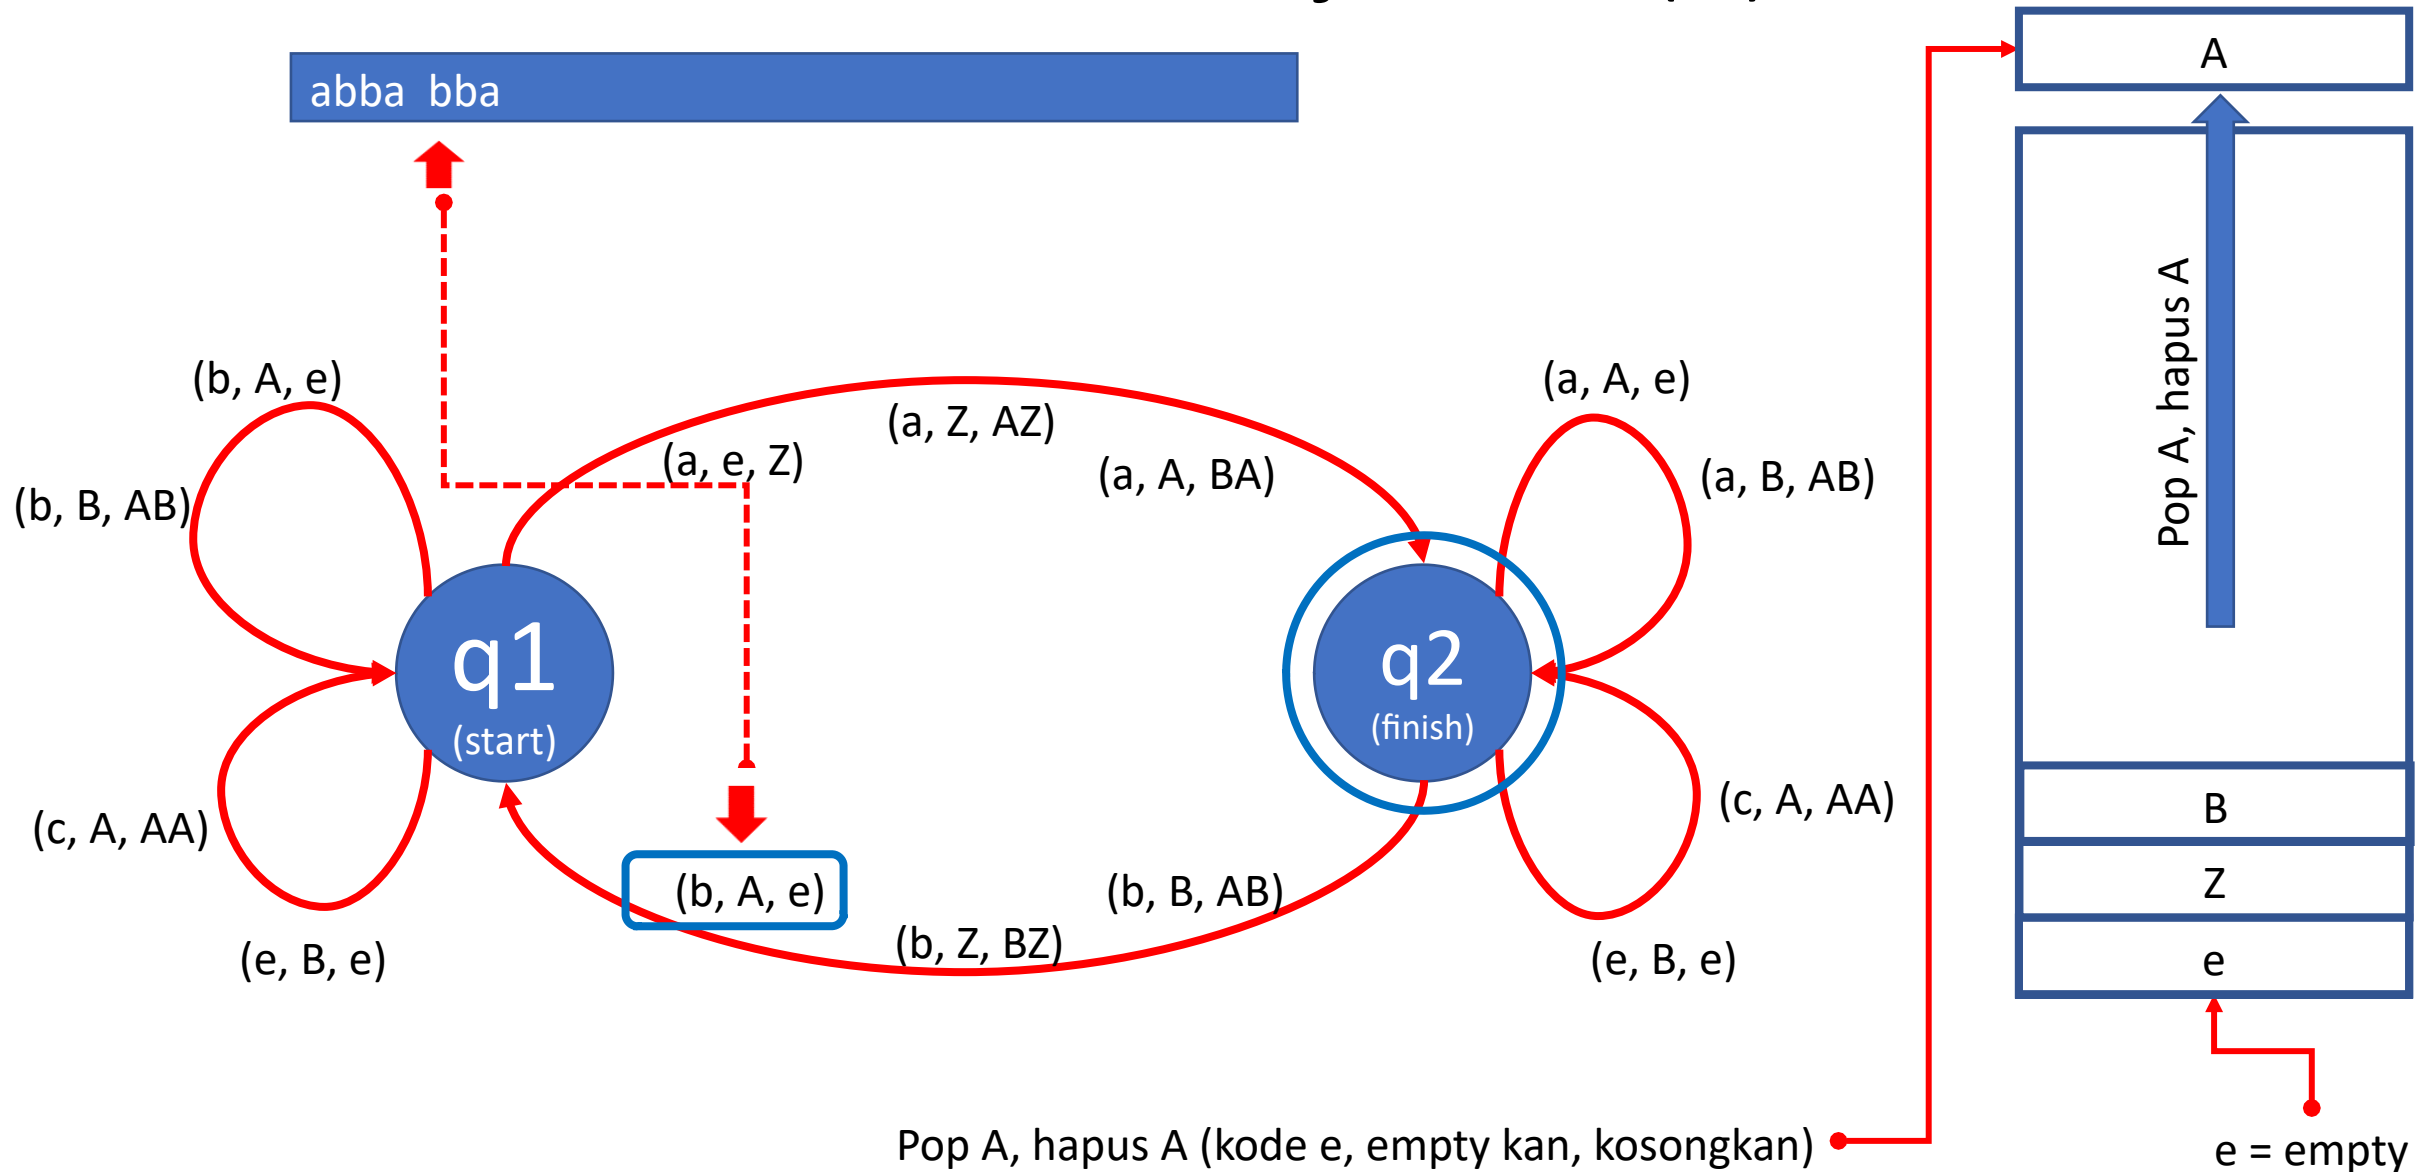 abba bba
A
Pop A, hapus A
(b, A, e)
(b, B, AB)
(a, e, Z)
(a, Z, AZ)
(a, A, BA)
(a, A, e)
(a, B, AB)
q1
(start)
q2
(finish)
(c, A, AA)
(e, B, e)
(b, A, e)
(b, Z, BZ)
(b, B, AB)
(c, A, AA)
(e, B, e)
B
Z
e
Pop A, hapus A (kode e, empty kan, kosongkan)
e = empty